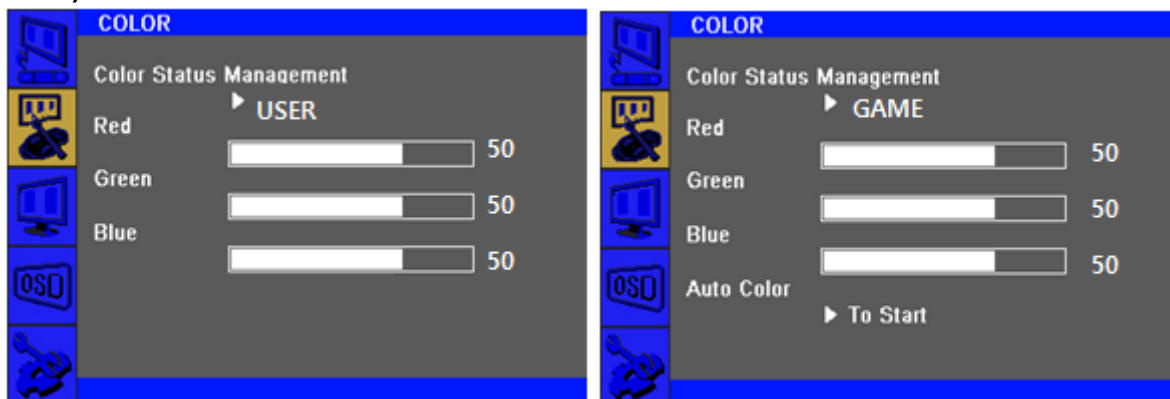 COLOR
Color Status Management
USER
Red
50
Green
50
Blue
50
OSD
COLOR
Color Status Management
GAME
Red
50
Green
50
Blue
50
Auto Color
To Start
OSD